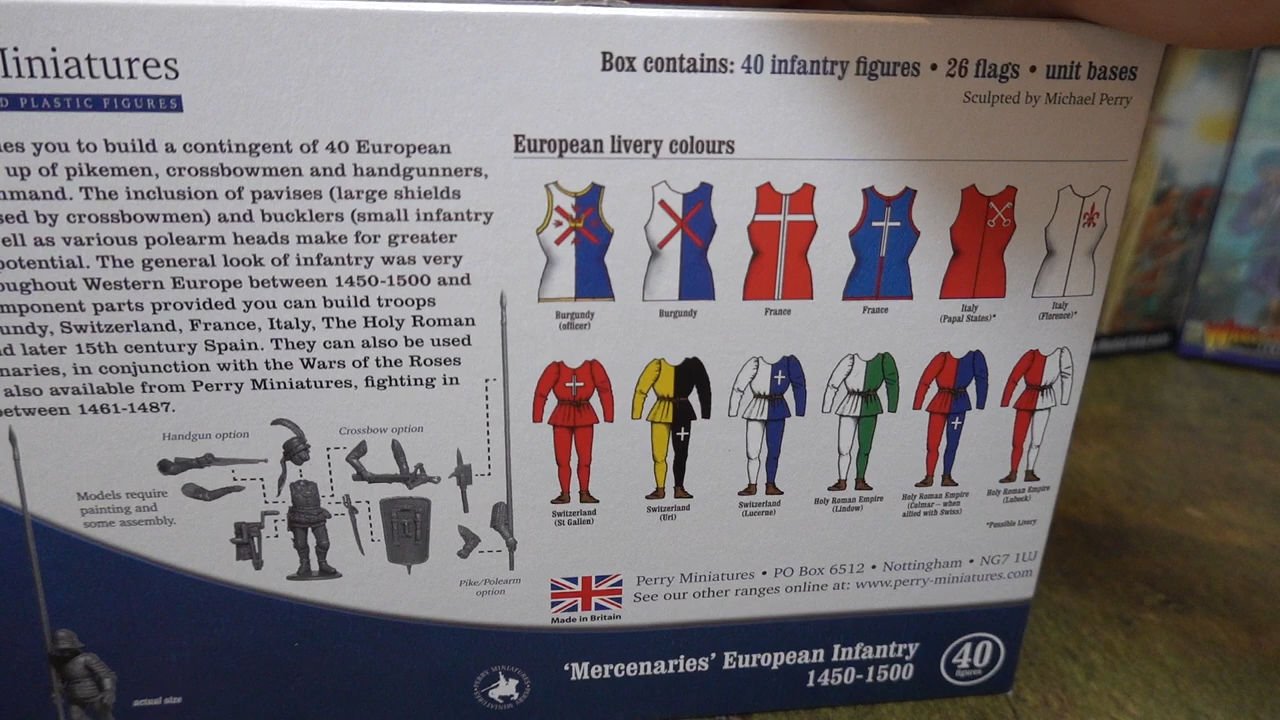 Miniatures
D PLASTIC FIGURES
Box contains: 40 infantry figures • 26 flags • unit bases
Sculpted by Michael Perry
es you to build a contingent of 40 European
up of pikemen, crossbowmen and handgunners,
mmand. The inclusion of pavises (large shields
sed by crossbowmen) and bucklers (small infantry
ell as various polearm heads make for greater
potential. The general look of infantry was very
oughout Western Europe between 1450-1500 and
mponent parts provided you can build troops
undy, Switzerland, France, Italy, The Holy Roman
d later 15th century Spain. They can also be used
naries, in conjunction with the Wars of the Roses
also available from Perry Miniatures, fighting in
between 1461-1487.
European livery colours
Burgundy
(officer)
Burgundy
France
France
Italy
(Papal States)*
Italy
(Florence)*
Switzerland
(St Gallen)
Switzerland
(Uri)
Switzerland
(Lucerne)
Holy Roman Empire
(Lindow)
Holy Roman Empire
(Colmar – when
allied with Swiss)
Holy Roman Empire
(Lubeck)
*Possible Livery
Handgun option
Crossbow option
Models require
painting and
some assembly.
Pike/Polearm
option
Made in Britain
Perry Miniatures • PO Box 6512 • Nottingham • NG7 1UJ
See our other ranges online at: www.perry-miniatures.com
actual size
PERRY MINIATURES
'Mercenaries' European Infantry
1450-1500
40
figures